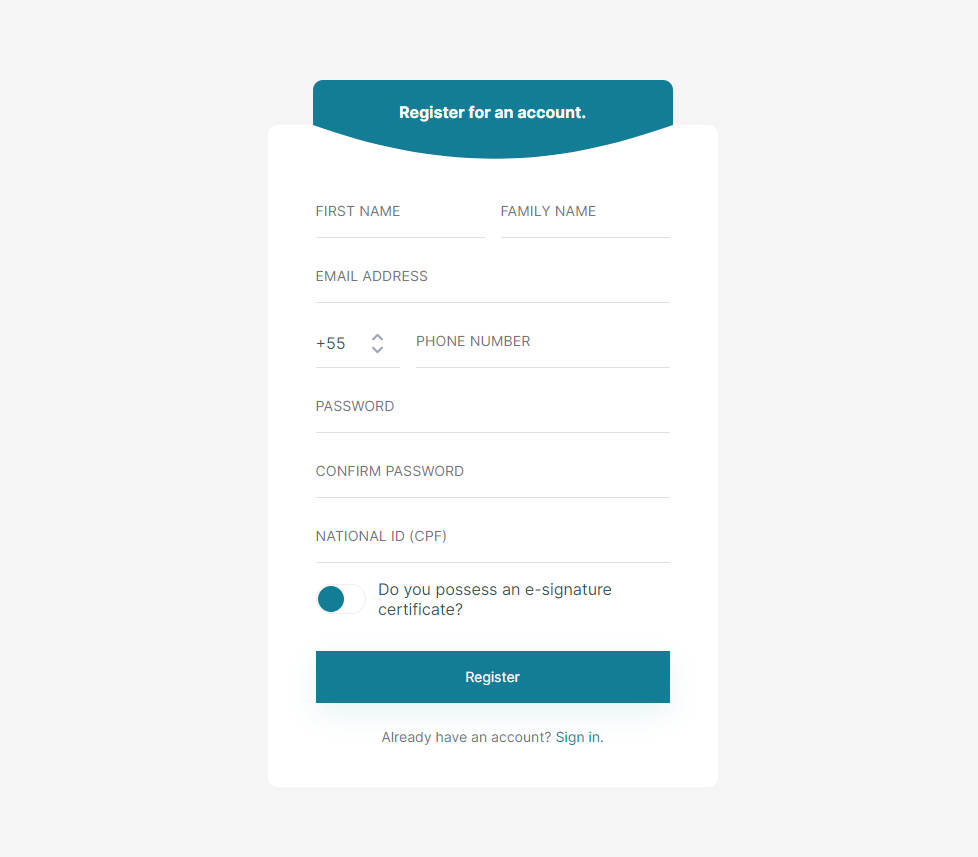 Register for an account.
FIRST NAME FAMILY NAME
EMAIL ADDRESS
+55 PHONE NUMBER
PASSWORD
CONFIRM PASSWORD
NATIONAL ID (CPF)
Do you possess an e-signature
certificate?
Register
Already have an account? Sign in.